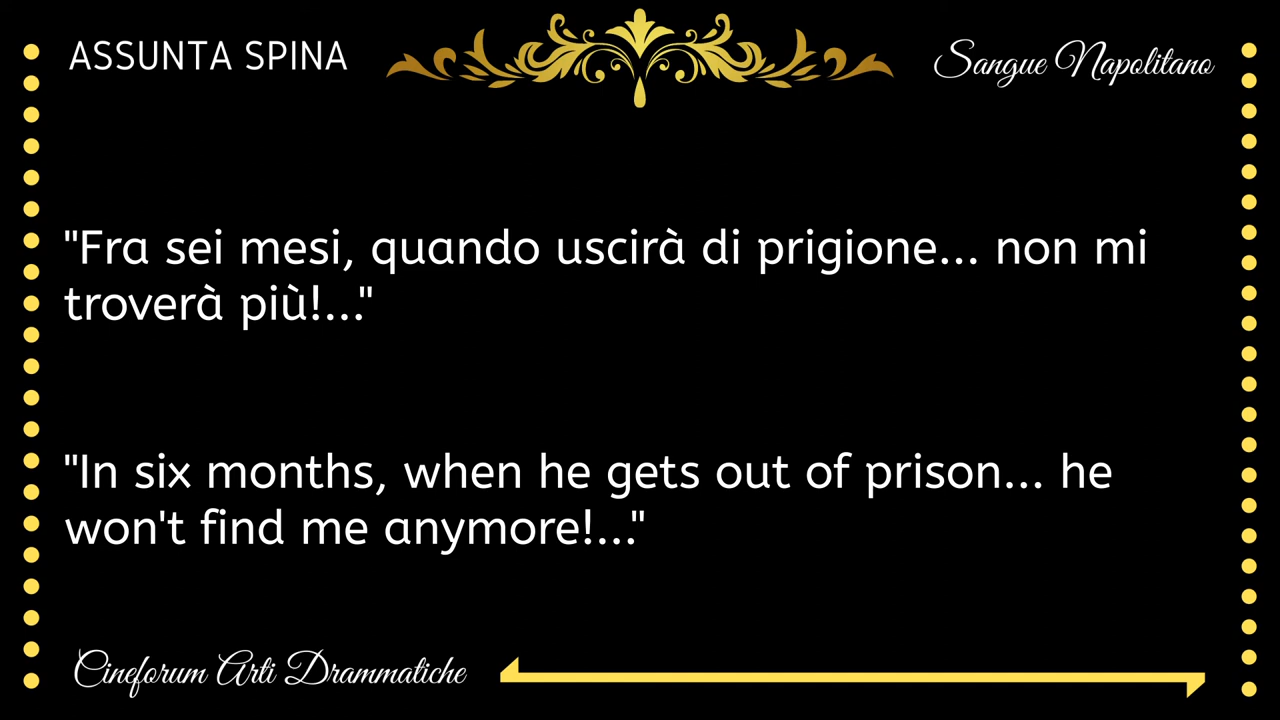 ASSUNTA SPINA
Sangue Napolitano
"Fra sei mesi, quando uscirà di prigione... non mi
troverà più!..."
"In six months, when he gets out of prison... he
won't find me anymore!..."
Cineforum Arti Drammatiche